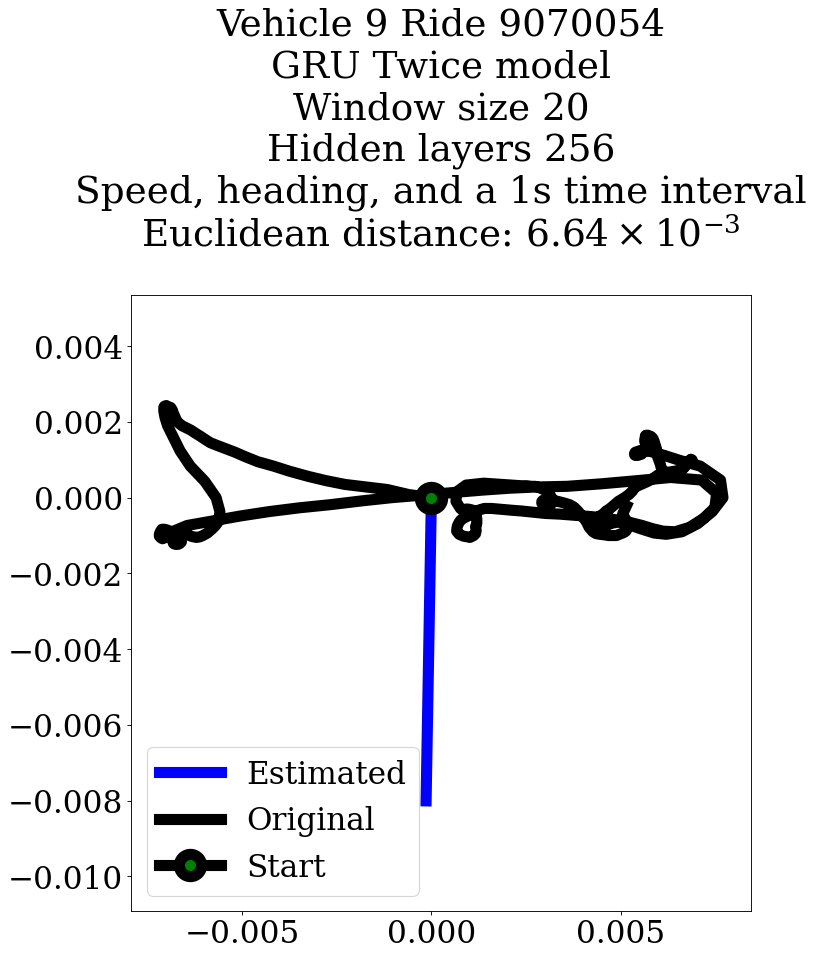 Vehicle 9 Ride 9070054
GRU Twice model
Window size 20
Hidden layers 256
Speed, heading, and a 1s time interval
Euclidean distance: 6.64 × 10⁻³
0.004
0.002
0.000
−0.002
−0.004
−0.006
−0.008
−0.010
Estimated
Original
Start
−0.005 0.000 0.005